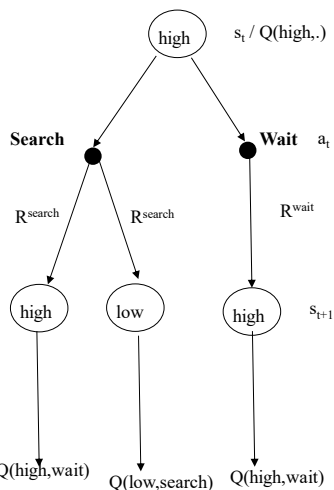 high
s_t / Q(high,.)
Search
Wait
a_t
R^search
R^search
R^wait
high
low
high
s_t+1
Q(high,wait)
Q(low,search)
Q(high,wait)